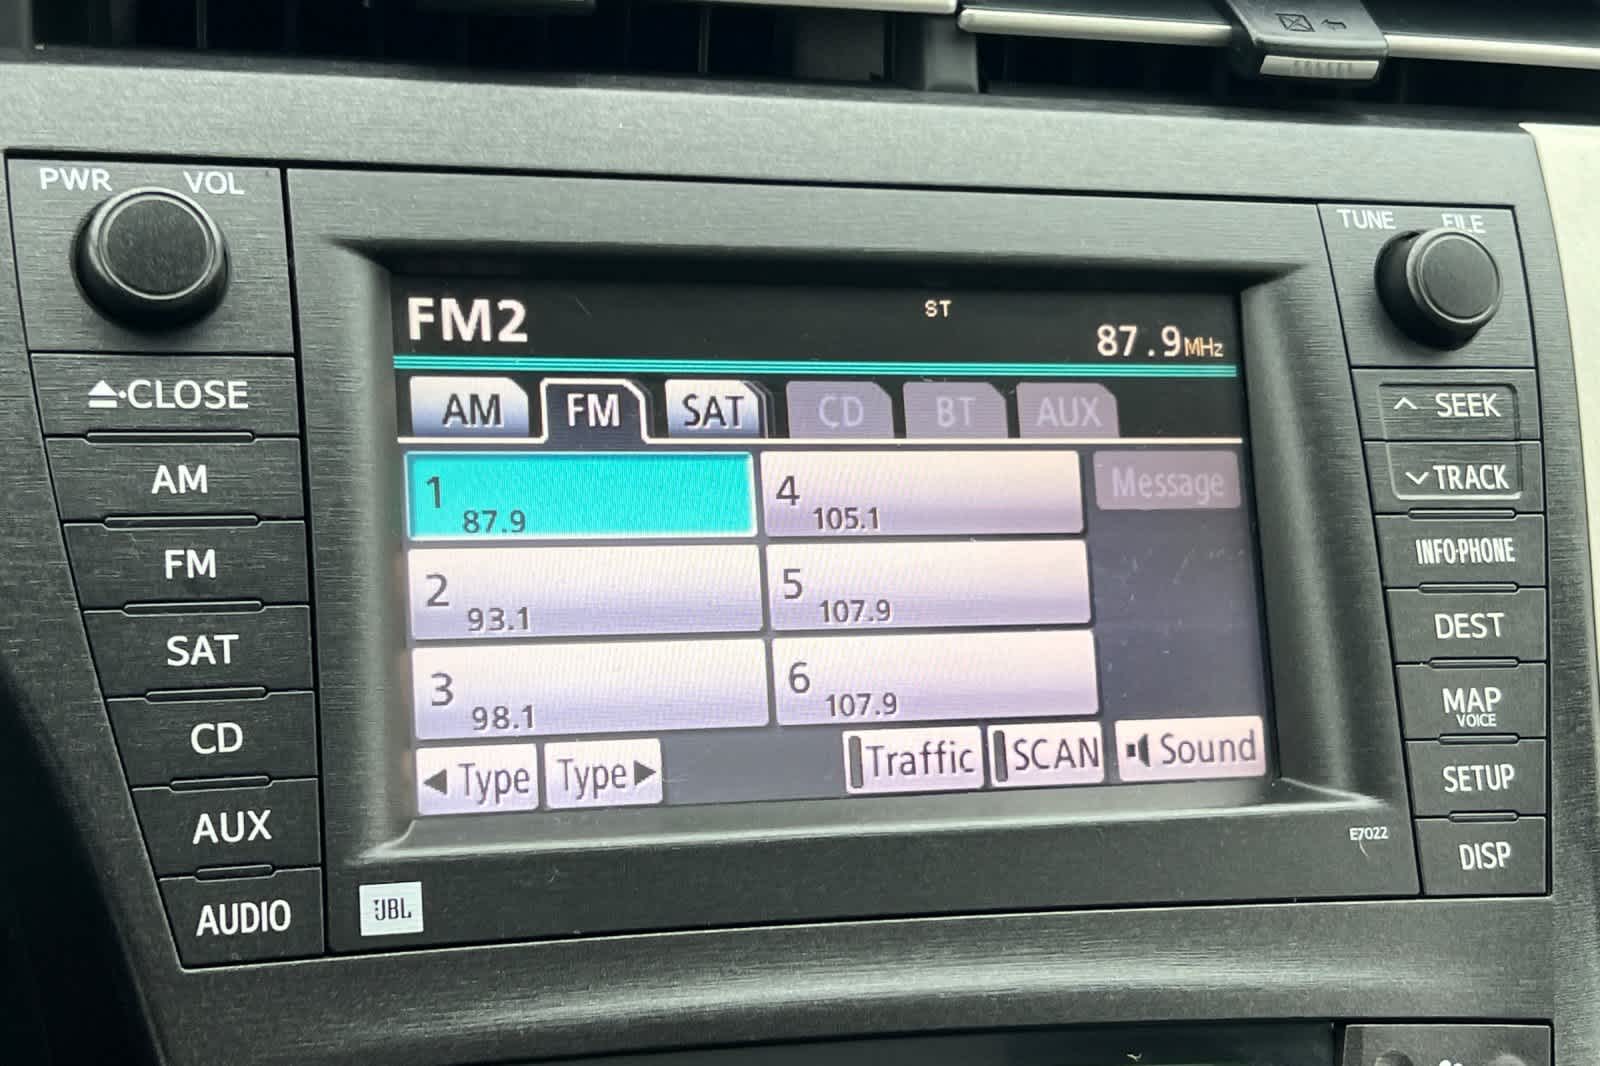 PWR VOL
TUNE FILE
FM2
ST
87.9MHz
CLOSE
AM
FM
SAT
CD
AUX
AUDIO
AM FM SAT CD BT AUX
1 87.9
2 93.1
3 98.1
4 105.1
5 107.9
6 107.9
Message
◀Type Type▶ Traffic SCAN Sound
SEEK
TRACK
INFO·PHONE
DEST
MAP
VOICE
SETUP
DISP
E7022
JBL